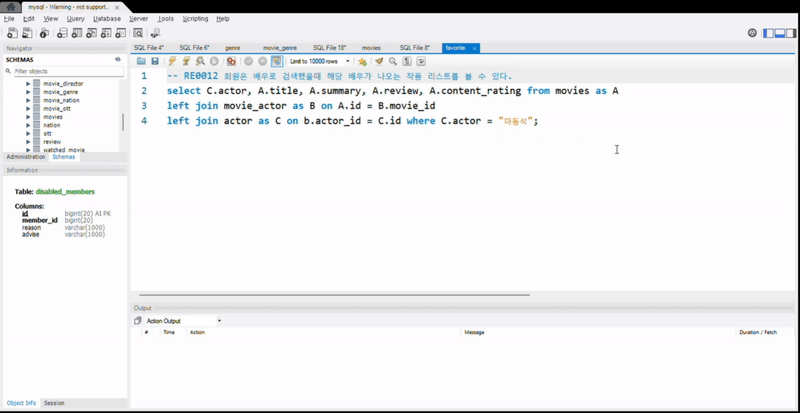 mysql - Warning - not support... ×
File Edit View Query Database Server Tools Scripting Help
Navigator
SCHEMAS
Filter objects
movie_director
movie_genre
movie_nation
movie_ott
movies
nation
ott
review
watched_movie
Administration Schemas
Information
Table: disabled_members
Columns:
id bigint(20) AI PK
member_id bigint(20)
reason varchar(1000)
advise varchar(1000)
Object Info Session
SQL File 4* SQL File 6* genre movie_genre SQL File 18* movies SQL File 8* favorite ×
Limit to 10000 rows
1 -- RE0012 회원은 배우로 검색했을때 해당 배우가 나오는 작품 리스트를 볼 수 있다.
2 select C.actor, A.title, A.summary, A.review, A.content_rating from movies as A
3 left join movie_actor as B on A.id = B.movie_id
4 left join actor as C on b.actor_id = C.id where C.actor = "마동석";
Output
Action Output
# Time Action Message Duration / Fetch